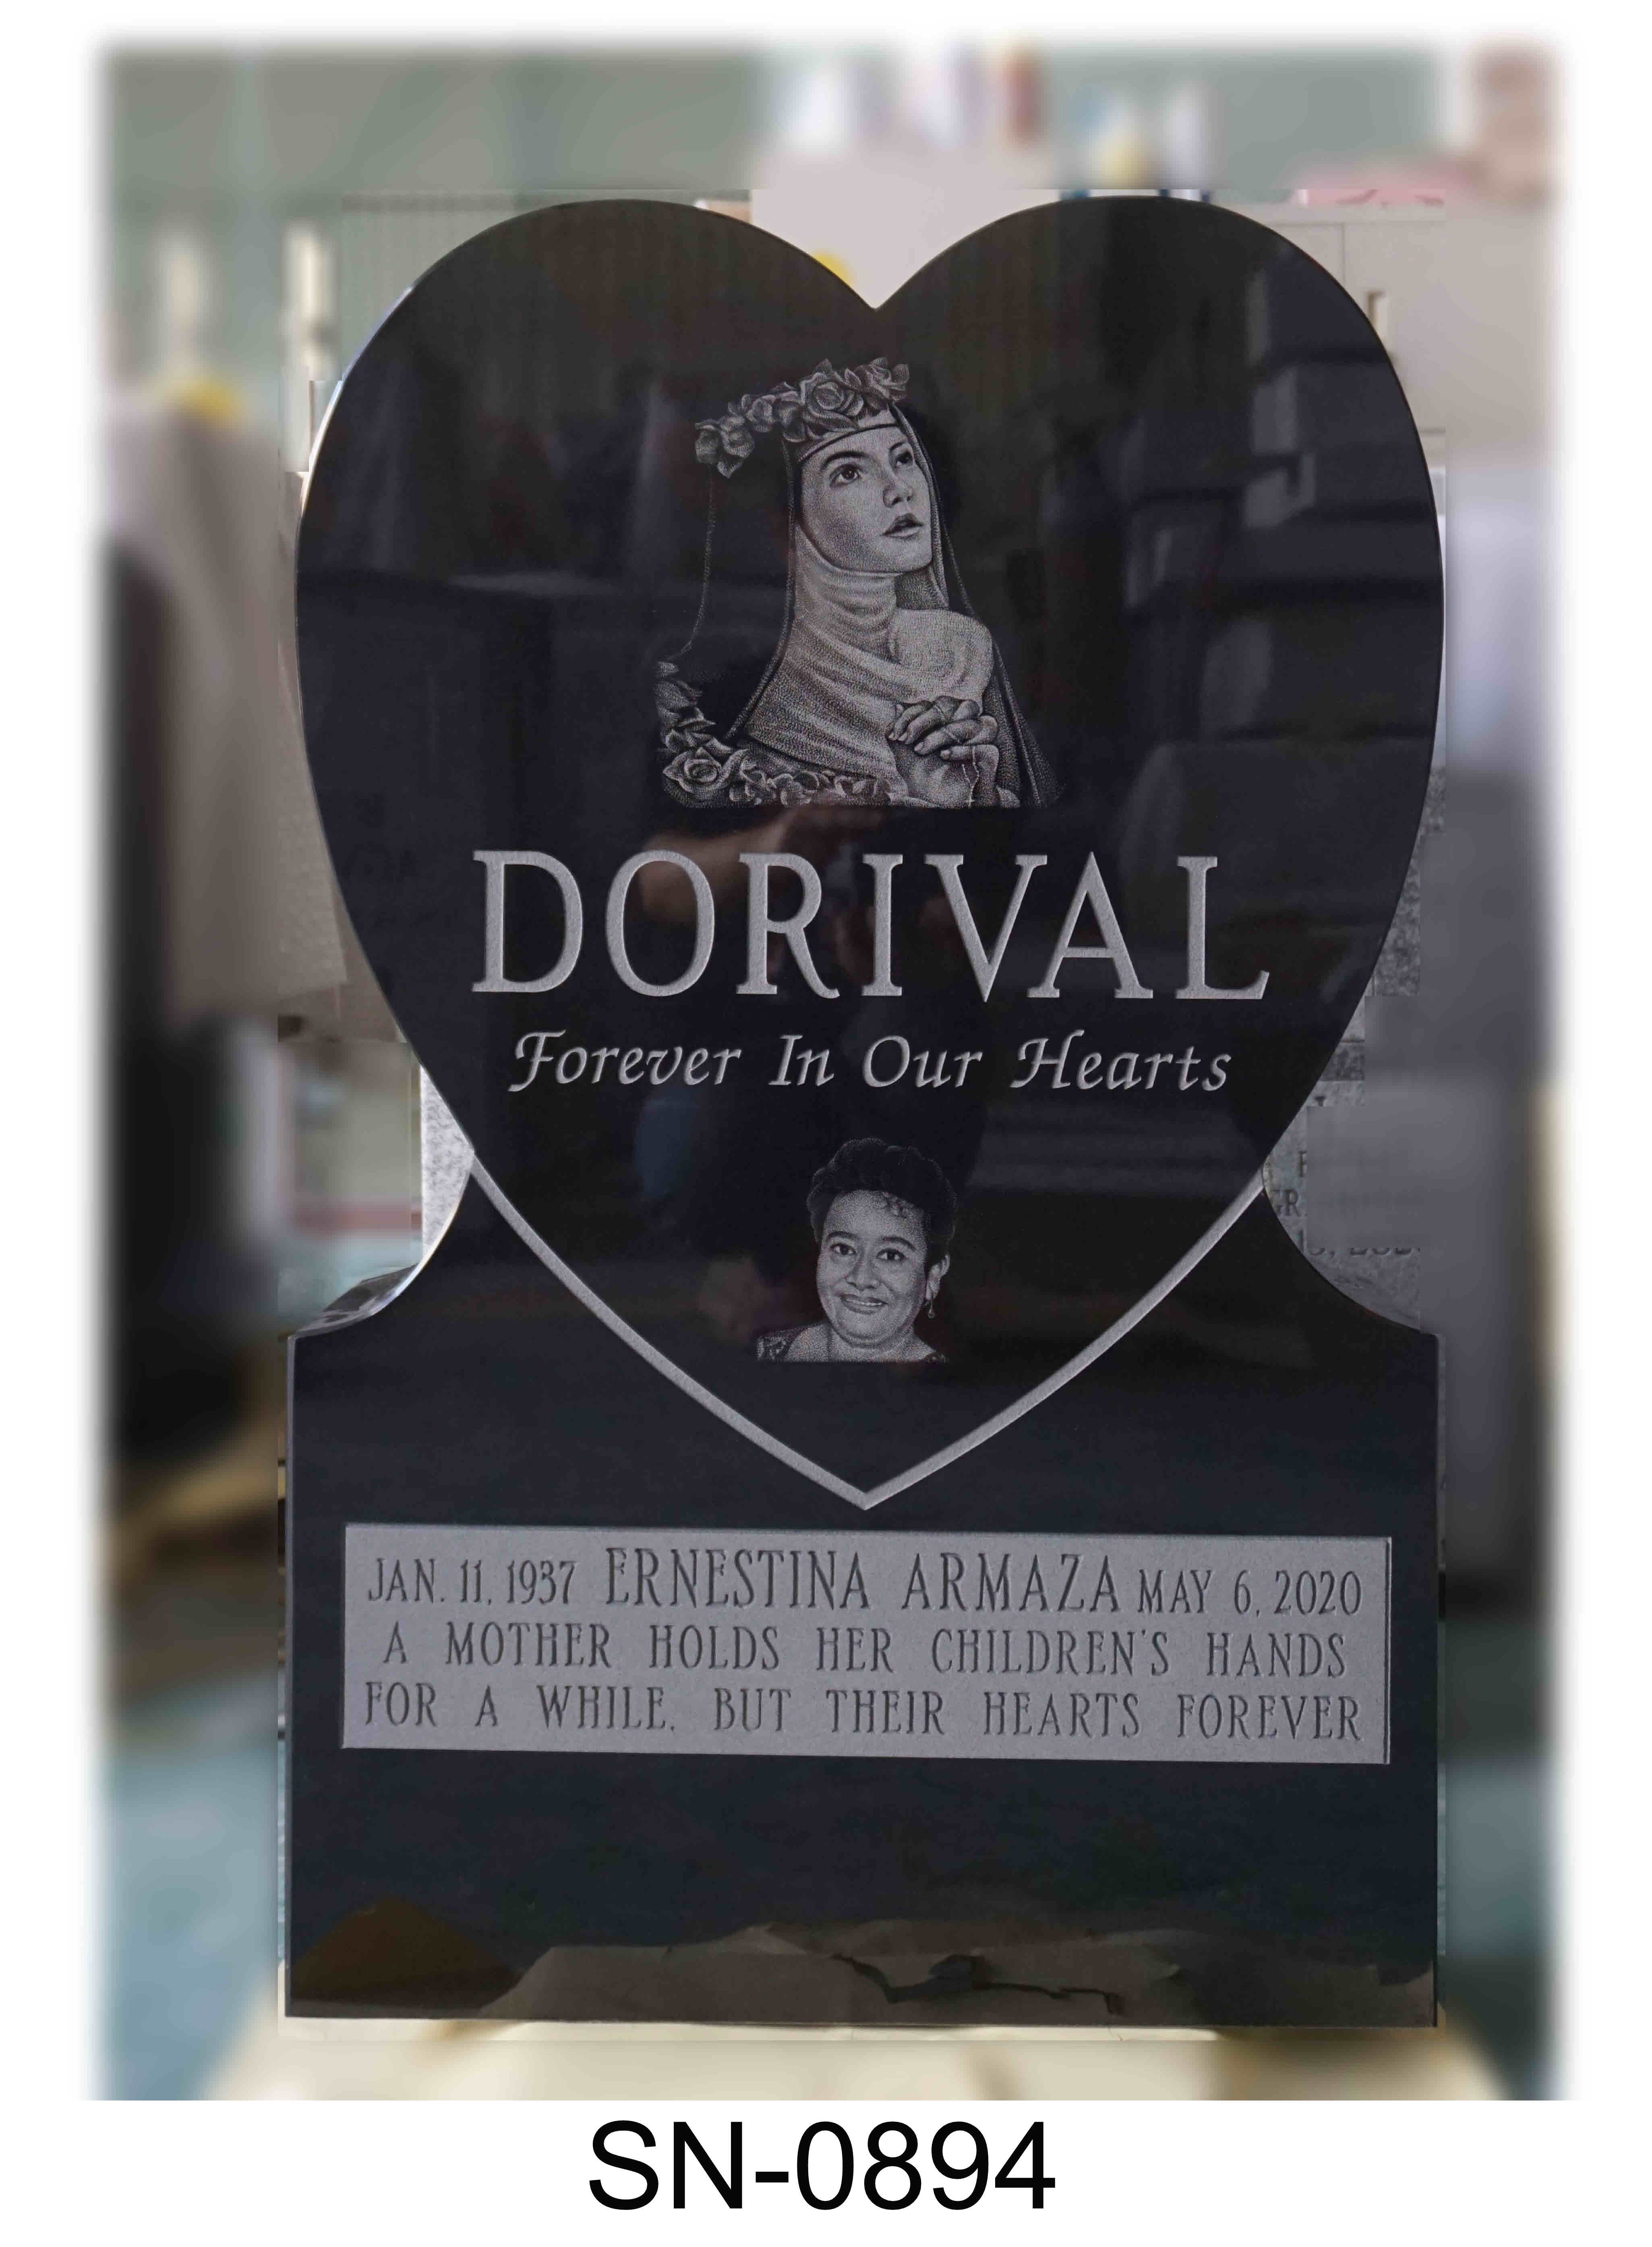 DORIVAL
Forever In Our Hearts
JAN. 11, 1937 ERNESTINA ARMAZA MAY 6, 2020
A MOTHER HOLDS HER CHILDREN'S HANDS
FOR A WHILE, BUT THEIR HEARTS FOREVER
SN-0894